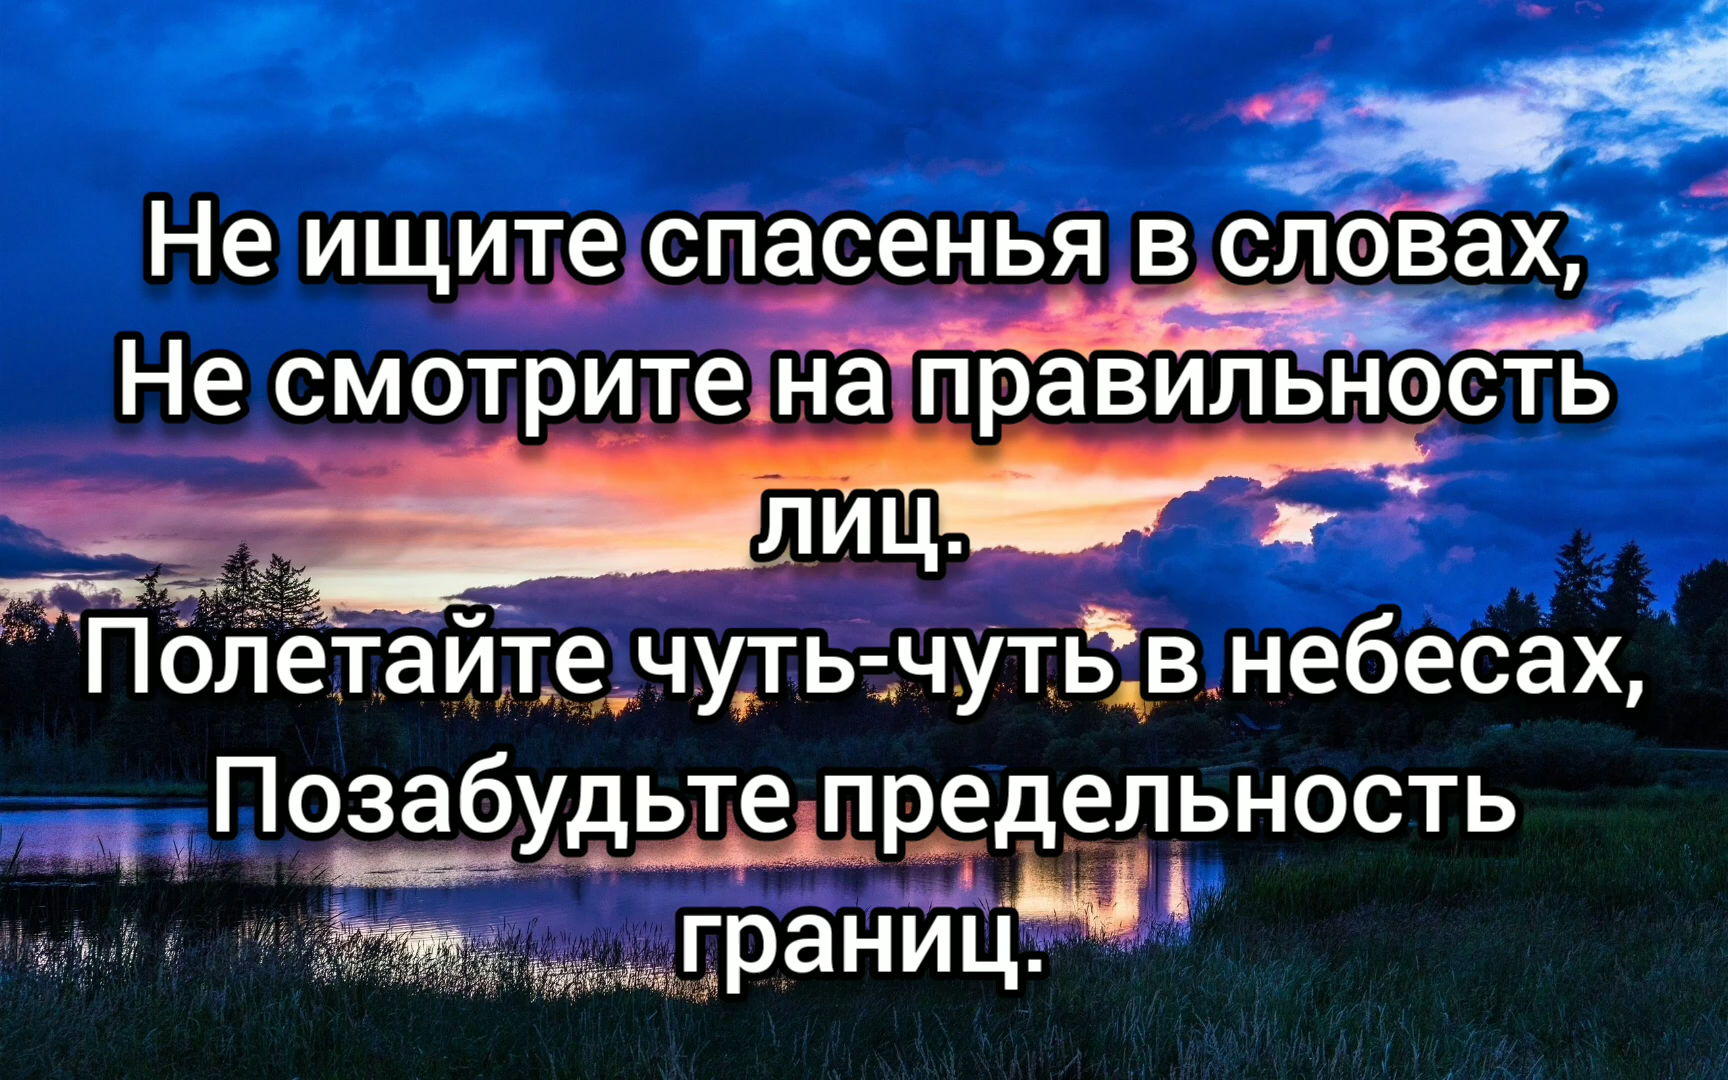 Не ищите спасенья в словах,
Не смотрите на правильность
лиц.
Полетайте чуть-чуть в небесах,
Позабудьте предельность
границ.